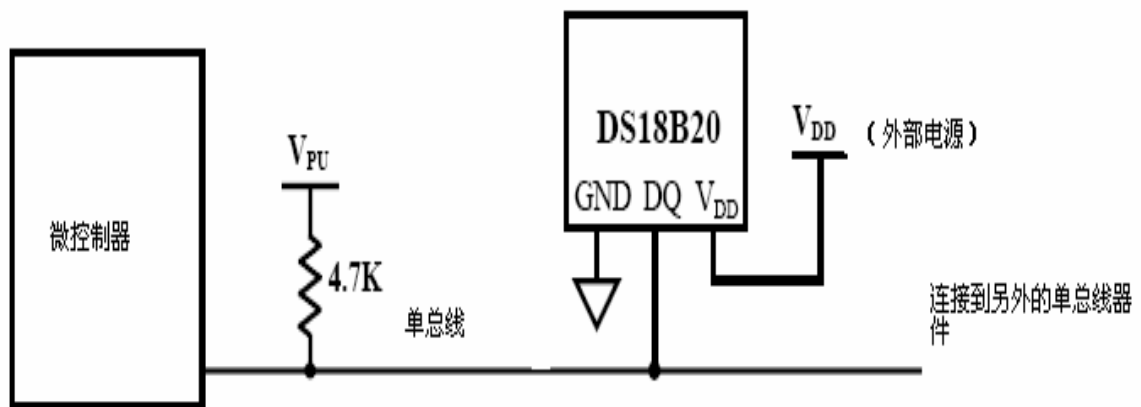 微控制器
V_PU
4.7K
单总线
DS18B20
GND DQ V_DD
V_DD
（外部电源）
连接到另外的单总线器
件